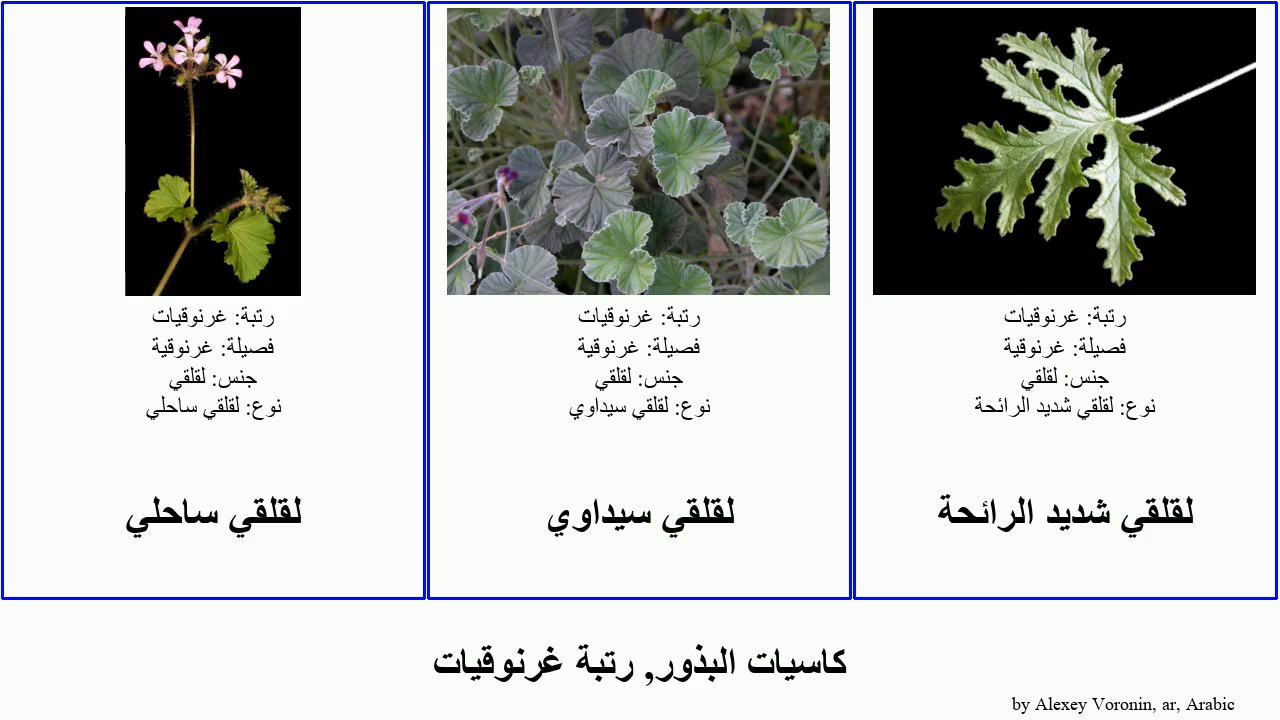 رتبة: غرنوقيات
فصيلة: غرنوقية
جنس: لقلقي
نوع: لقلقي شديد الرائحة
لقلقي شديد الرائحة
رتبة: غرنوقيات
فصيلة: غرنوقية
جنس: لقلقي
نوع: لقلقي سيداوي
لقلقي سيداوي
رتبة: غرنوقيات
فصيلة: غرنوقية
جنس: لقلقي
نوع: لقلقي ساحلي
لقلقي ساحلي
كاسيات البذور, رتبة غرنوقيات
by Alexey Voronin, ar, Arabic